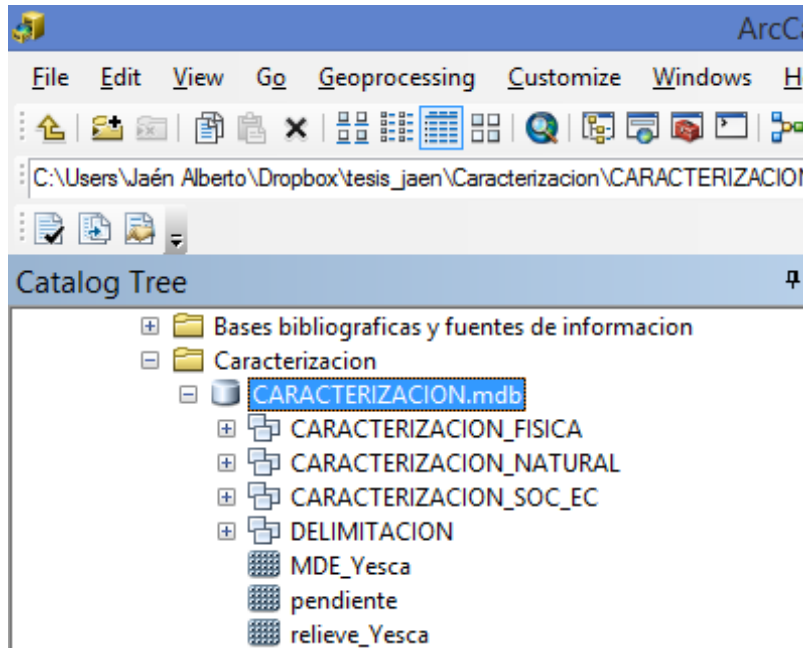 ArcCa
File Edit View Go Geoprocessing Customize Windows H
C:\Users\Jaén Alberto\Dropbox\tesis_jaen\Caracterizacion\CARACTERIZACION
Catalog Tree
Bases bibliograficas y fuentes de informacion
Caracterizacion
CARACTERIZACION.mdb
CARACTERIZACION_FISICA
CARACTERIZACION_NATURAL
CARACTERIZACION_SOC_EC
DELIMITACION
MDE_Yesca
pendiente
relieve_Yesca